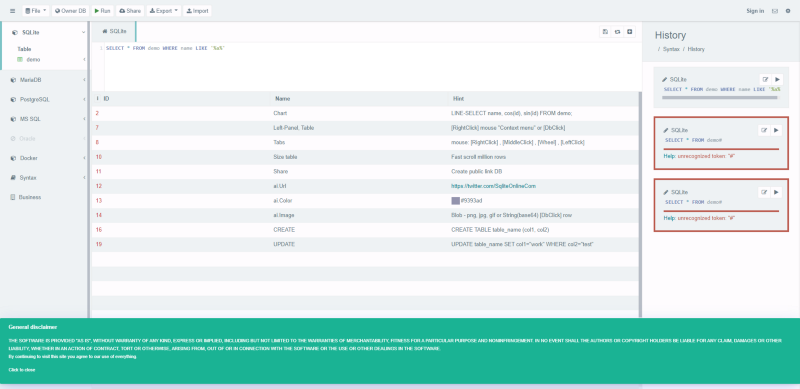 File
Owner DB
Run
Share
Export
Import
Sign in
SQLite
Table
demo
MariaDB
PostgreSQL
MS SQL
Oracle
Docker
Syntax
Business
SQLite
1 SELECT * FROM demo WHERE name LIKE '%a%'
ID Name Hint
2 Chart LINE-SELECT name, cos(id), sin(id) FROM demo;
7 Left-Panel, Table [RightClick] mouse "Context menu" or [DbClick]
8 Tabs mouse: [RightClick] , [MiddleClick] , [Wheel] , [LeftClick]
10 Size table Fast scroll million rows
11 Share Create public link DB
12 ai.Url https://twitter.com/SqliteOnlineCom
13 ai.Color #9393ad
14 ai.Image Blob - png, jpg, gif or String(base64) [DbClick] row
16 CREATE CREATE TABLE table_name (col1, col2)
19 UPDATE UPDATE table_name SET col1="work" WHERE col2="test"
History
/ Syntax / History
SQLite
SELECT * FROM demo WHERE name LIKE '%a%
SQLite
SELECT * FROM demo#
Help: unrecognized token: "#"
SQLite
SELECT * FROM demo#
Help: unrecognized token: "#"
General disclaimer
THE SOFTWARE IS PROVIDED "AS IS", WITHOUT WARRANTY OF ANY KIND, EXPRESS OR IMPLIED, INCLUDING BUT NOT LIMITED TO THE WARRANTIES OF MERCHANTABILITY, FITNESS FOR A PARTICULAR PURPOSE AND NONINFRINGEMENT. IN NO EVENT SHALL THE AUTHORS OR COPYRIGHT HOLDERS BE LIABLE FOR ANY CLAIM, DAMAGES OR OTHER
LIABILITY, WHETHER IN AN ACTION OF CONTRACT, TORT OR OTHERWISE, ARISING FROM, OUT OF OR IN CONNECTION WITH THE SOFTWARE OR THE USE OR OTHER DEALINGS IN THE SOFTWARE.
By continuing to visit this site you agree to our use of everything
Click to close